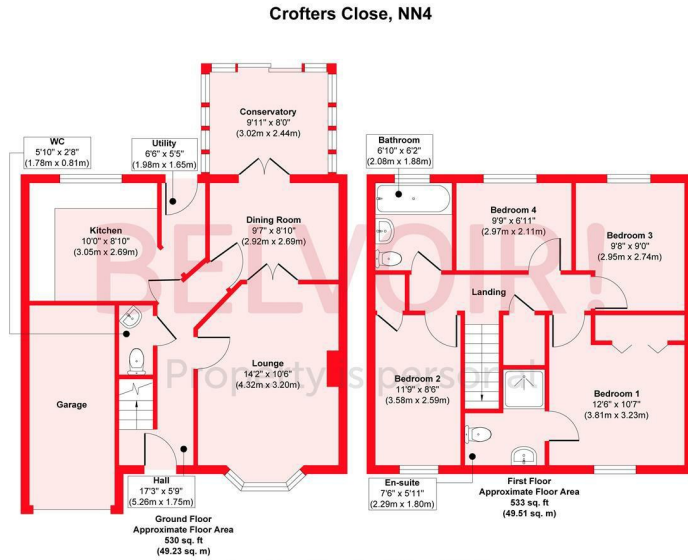 Crofters Close, NN4
WC
5'10" x 2'8"
(1.78m x 0.81m)
Utility
6'6" x 5'5"
(1.98m x 1.65m)
Conservatory
9'11" x 8'0"
(3.02m x 2.44m)
Kitchen
10'0" x 8'10"
(3.05m x 2.69m)
Dining Room
9'7" x 8'10"
(2.92m x 2.69m)
Lounge
14'2" x 10'6"
(4.32m x 3.20m)
Garage
Hall
17'3" x 5'9"
(5.26m x 1.75m)
Ground Floor
Approximate Floor Area
530 sq. ft
(49.23 sq. m)
Bathroom
6'10" x 6'2"
(2.08m x 1.88m)
Bedroom 4
9'9" x 6'11"
(2.97m x 2.11m)
Bedroom 3
9'8" x 9'0"
(2.95m x 2.74m)
Landing
Bedroom 2
11'9" x 8'6"
(3.58m x 2.59m)
Bedroom 1
12'6" x 10'7"
(3.81m x 3.23m)
En-suite
7'6" x 5'11"
(2.29m x 1.80m)
First Floor
Approximate Floor Area
533 sq. ft
(49.51 sq. m)
BELVOIR!
Property is personal